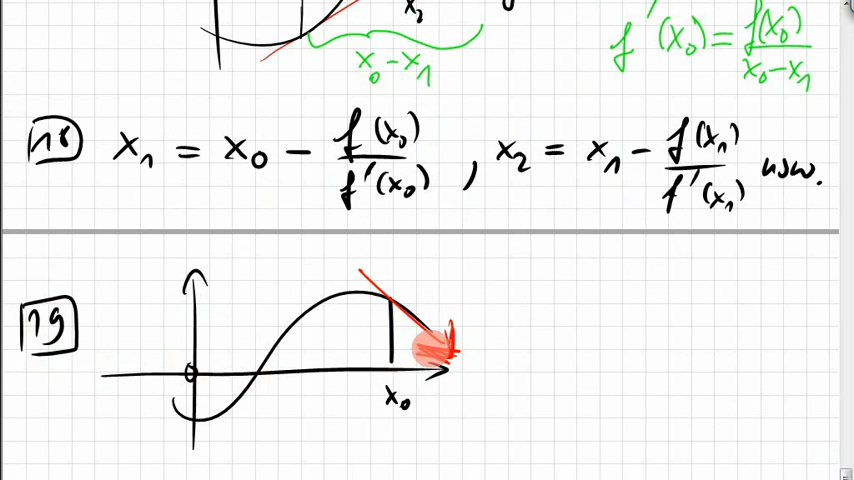 x₂
x₀-x₁
f'(x₀) = f(x₀)/(x₀-x₁)
18 x₁ = x₀ - f(x₀)/f'(x₀) , x₂ = x₁ - f(x₁)/f'(x₁) usw.
19
0
x₀